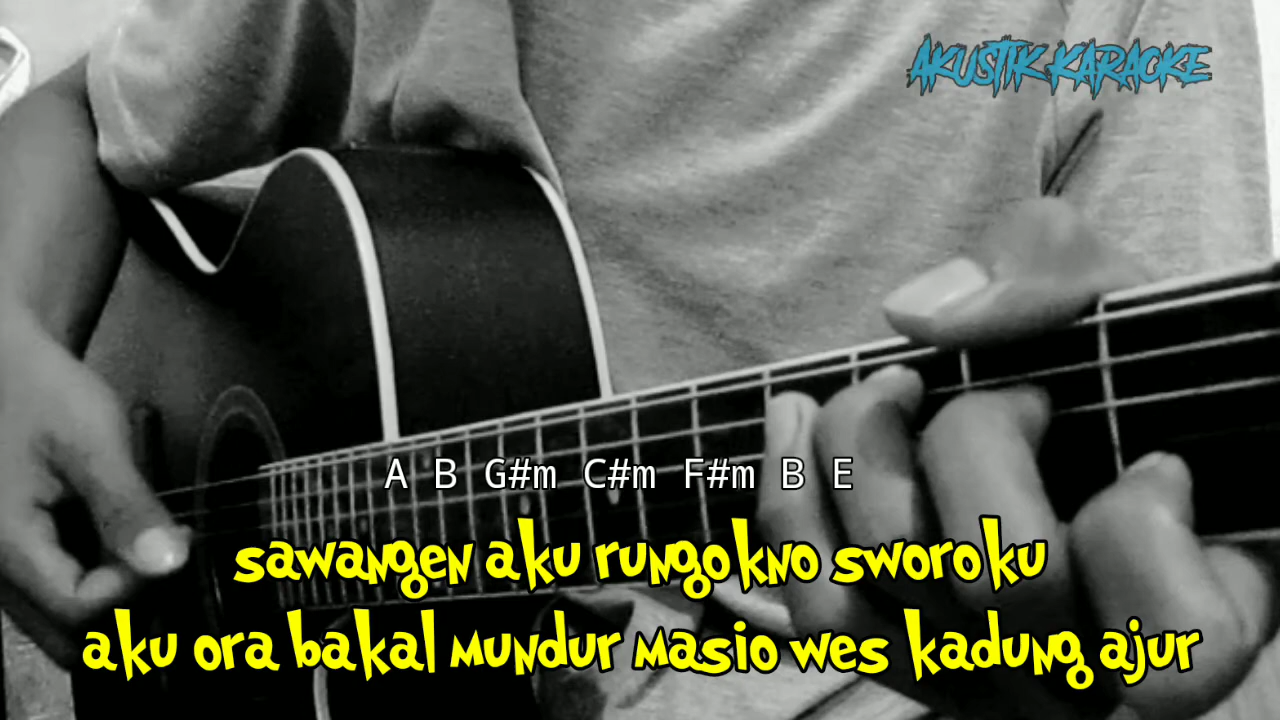 AKUSTIK KARAOKE
A B G#m C#m F#m B E
sawangen aku rungokno sworoku
aku ora bakal mundur masio wes kadung ajur